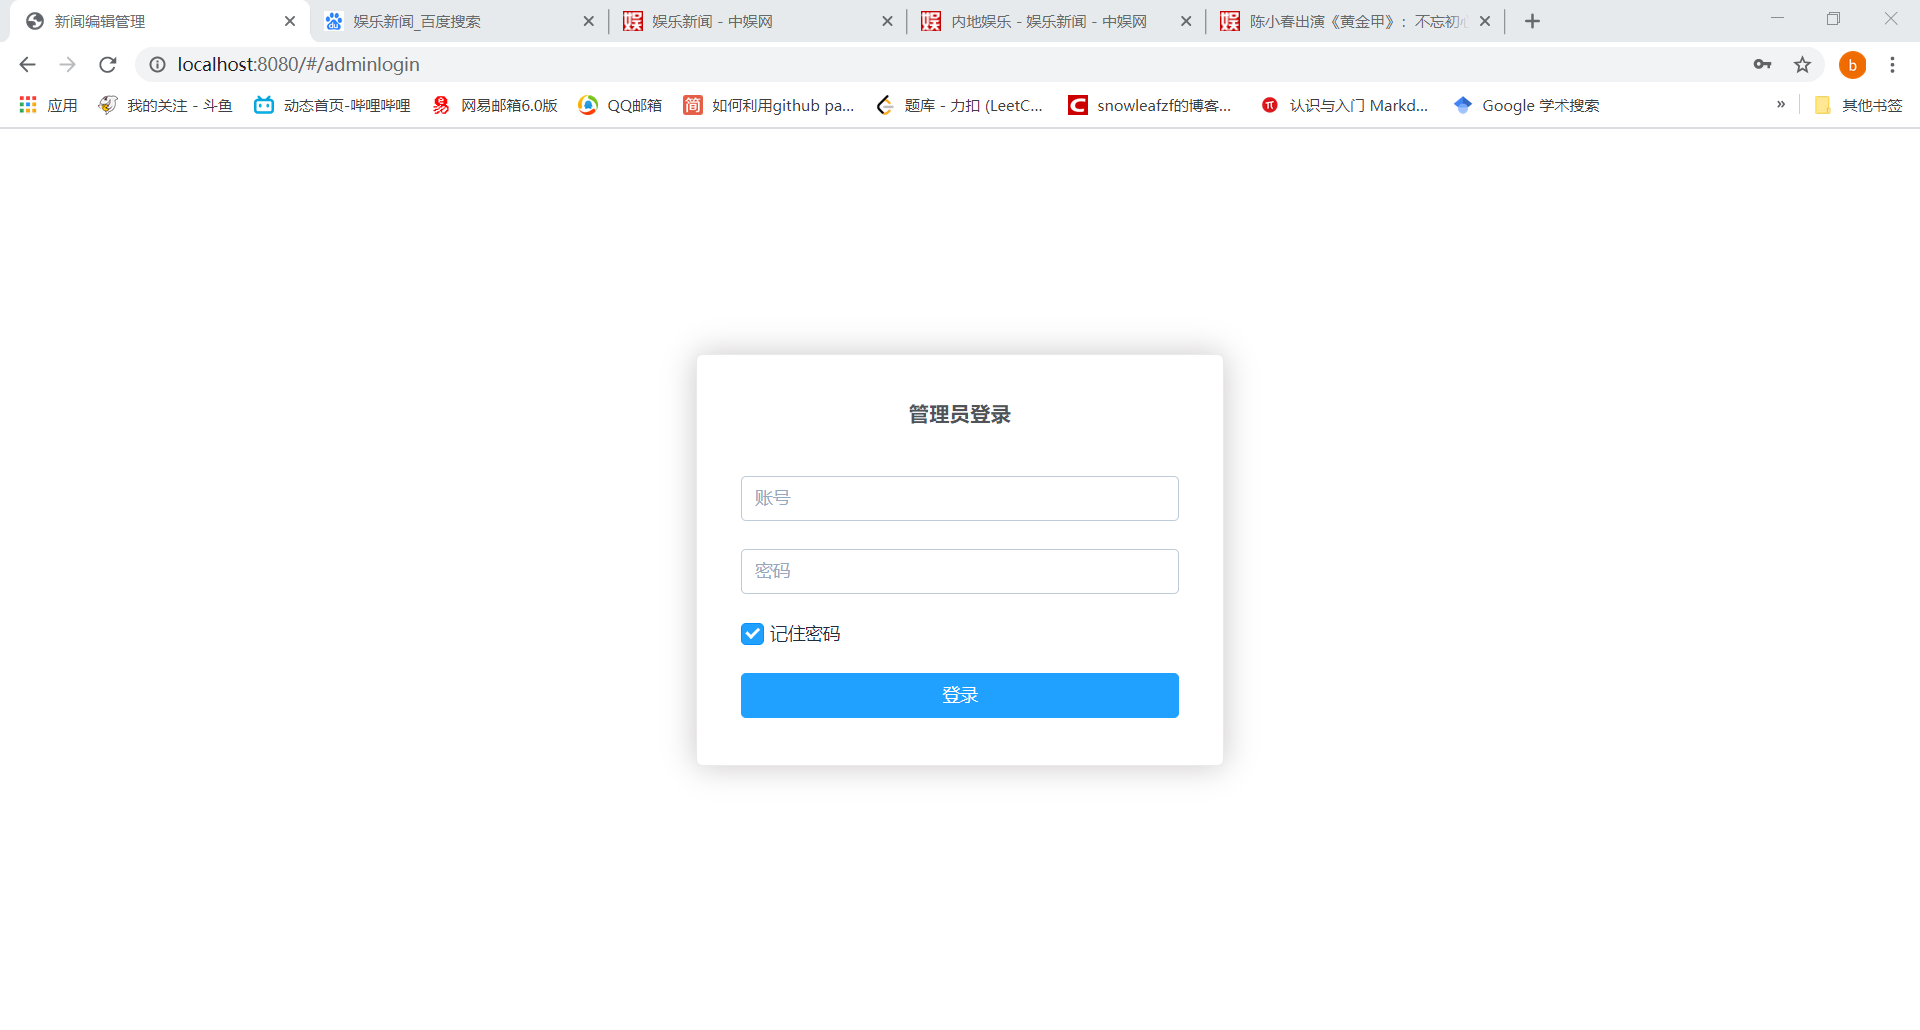 新闻编辑管理
娱乐新闻_百度搜索
娱乐新闻 - 中娱网
内地娱乐 - 娱乐新闻 - 中娱网
陈小春出演《黄金甲》：不忘初心
localhost:8080/#/adminlogin
b
应用
我的关注 - 斗鱼
动态首页-哔哩哔哩
网易邮箱6.0版
QQ邮箱
如何利用github pa...
题库 - 力扣 (LeetC...
snowleafzf的博客...
认识与入门 Markd...
Google 学术搜索
»
其他书签
管理员登录
账号
密码
记住密码
登录